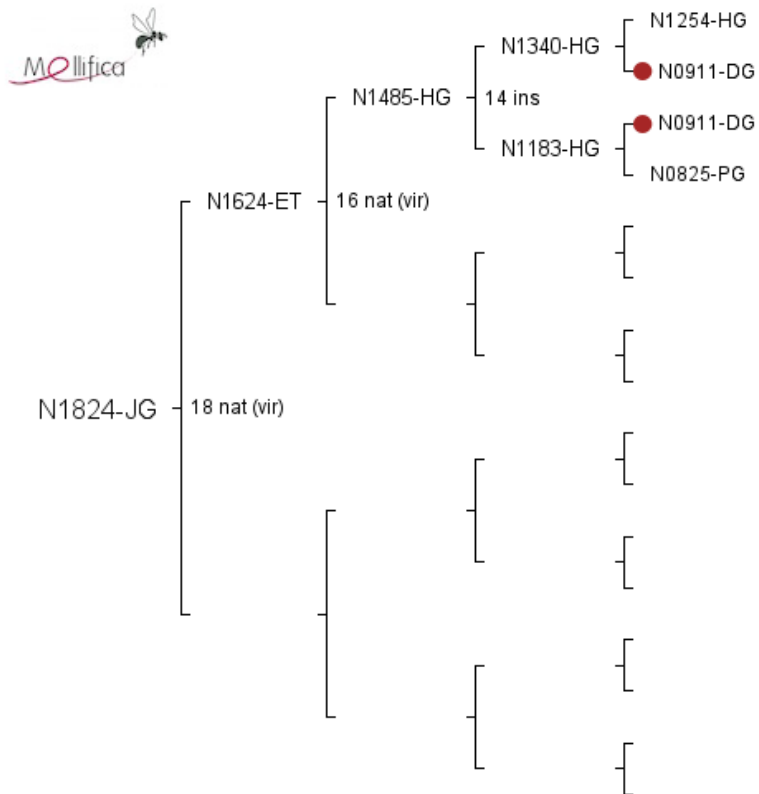 Mellifica
N1254-HG
N1340-HG
N0911-DG
N1485-HG
14 ins
N0911-DG
N1183-HG
N0825-PG
N1624-ET
16 nat (vir)
N1824-JG
18 nat (vir)